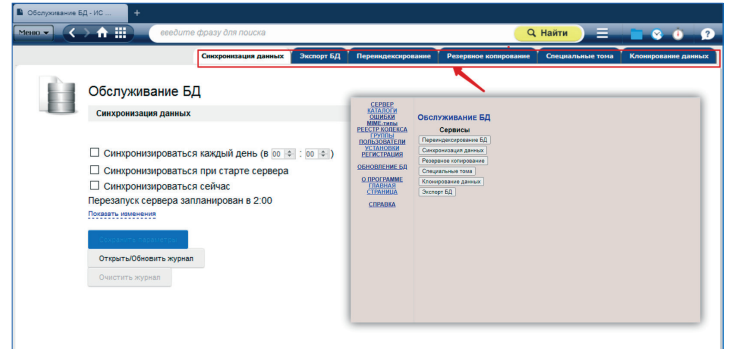 Обслуживание БД - ИС ...
+
Меню
введите фразу для поиска
Найти
?
Синхронизация данных Экспорт БД Переиндексирование Резервное копирование Специальные тома Клонирование данных
Обслуживание БД
Синхронизация данных
Синхронизироваться каждый день (в 00 : 00 )
Синхронизироваться при старте сервера
Синхронизироваться сейчас
Перезапуск сервера запланирован в 2:00
Показать изменения
Открыть/Обновить журнал
Очистить журнал
СЕРВЕР
КАТАЛОГИ
ОШИБКИ
MIME-типы
РЕЕСТР КОДЕКСА
ГРУППЫ
ПОЛЬЗОВАТЕЛИ
УСТАНОВКИ
РЕГИСТРАЦИЯ
ОБНОВЛЕНИЕ БД
О ПРОГРАММЕ
ГЛАВНАЯ
СТРАНИЦА
СПРАВКА
Обслуживание БД
Сервисы
Переиндексирование БД
Синхронизация данных
Резервное копирование
Специальные тома
Клонирование данных
Экспорт БД